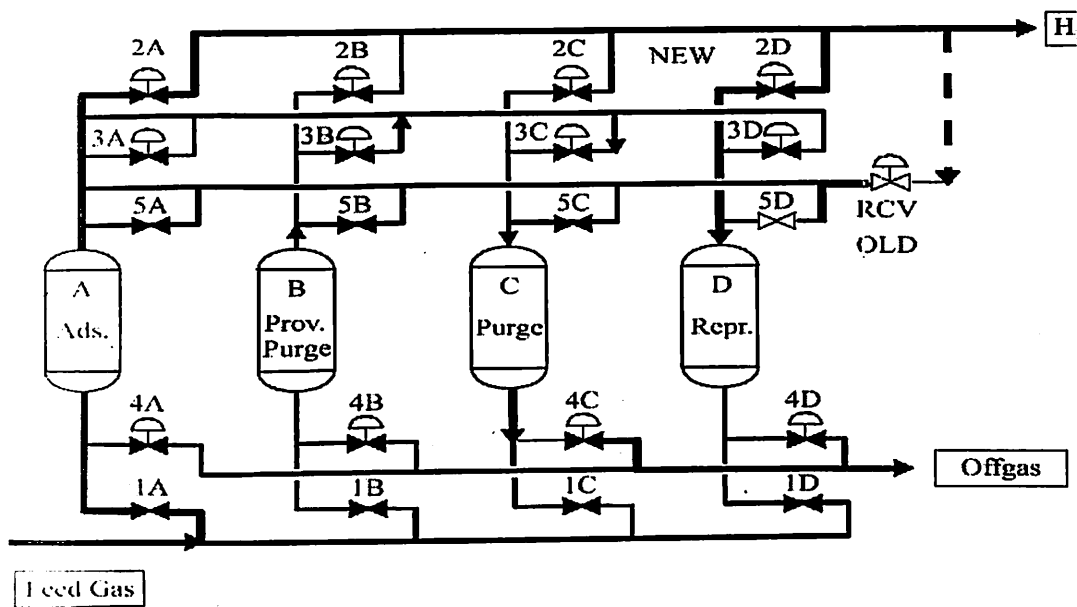 H
2A 2B 2C 2D
NEW
3A 3B 3C 3D
5A 5B 5C 5D
RCV
OLD
A B C D
Ads. Prov. Purge Purge Repr.
4A 4B 4C 4D
1A 1B 1C 1D
Offgas
Feed Gas